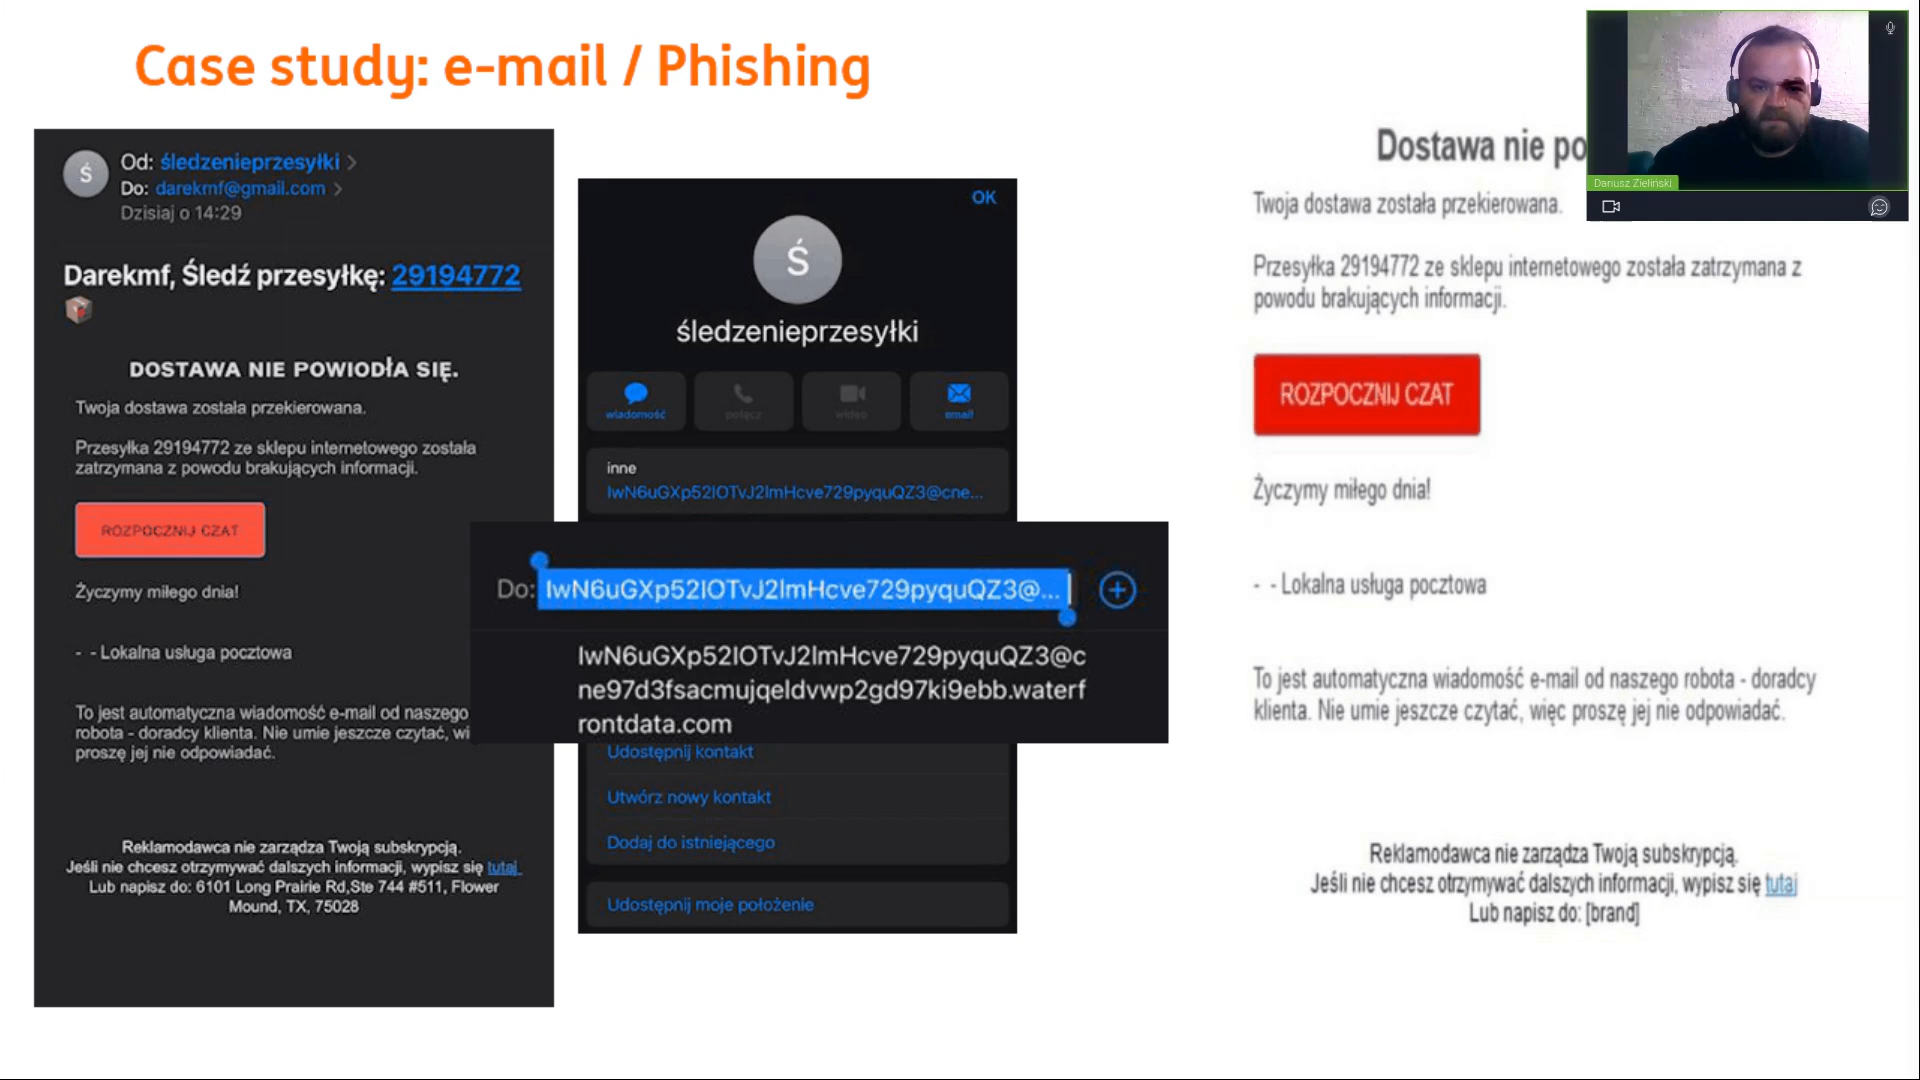 Case study: e-mail / Phishing
Ś
Od: śledzenieprzesyłki
Do: darekmf@gmail.com
Dzisiaj o 14:29
Darekmf, Śledź przesyłkę: 29194772
DOSTAWA NIE POWIODŁA SIĘ.
Twoja dostawa została przekierowana.
Przesyłka 29194772 ze sklepu internetowego została
zatrzymana z powodu brakujących informacji.
ROZPOCZNIJ CZAT
Życzymy miłego dnia!
- - Lokalna usługa pocztowa
To jest automatyczna wiadomość e-mail od naszego
robota - doradcy klienta. Nie umie jeszcze czytać, wi
proszę jej nie odpowiadać.
Reklamodawca nie zarządza Twoją subskrypcją.
Jeśli nie chcesz otrzymywać dalszych informacji, wypisz się tutaj
Lub napisz do: 6101 Long Prairie Rd,Ste 744 #511, Flower
Mound, TX, 75028
OK
Ś
śledzenieprzesyłki
wiadomość
połącz
wideo
email
inne
lwN6uGXp52lOTvJ2lmHcve729pyquQZ3@cne...
Do: lwN6uGXp52lOTvJ2lmHcve729pyquQZ3@...
lwN6uGXp52lOTvJ2lmHcve729pyquQZ3@c
ne97d3fsacmujqeldvwp2gd97ki9ebb.waterf
rontdata.com
Udostępnij kontakt
Utwórz nowy kontakt
Dodaj do istniejącego
Udostępnij moje położenie
Dostawa nie po
Twoja dostawa została przekierowana.
Przesyłka 29194772 ze sklepu internetowego została zatrzymana z
powodu brakujących informacji.
ROZPOCZNIJ CZAT
Życzymy miłego dnia!
- - Lokalna usługa pocztowa
To jest automatyczna wiadomość e-mail od naszego robota - doradcy
klienta. Nie umie jeszcze czytać, więc proszę jej nie odpowiadać.
Reklamodawca nie zarządza Twoją subskrypcją.
Jeśli nie chcesz otrzymywać dalszych informacji, wypisz się tutaj
Lub napisz do: [brand]
Dariusz Zieliński